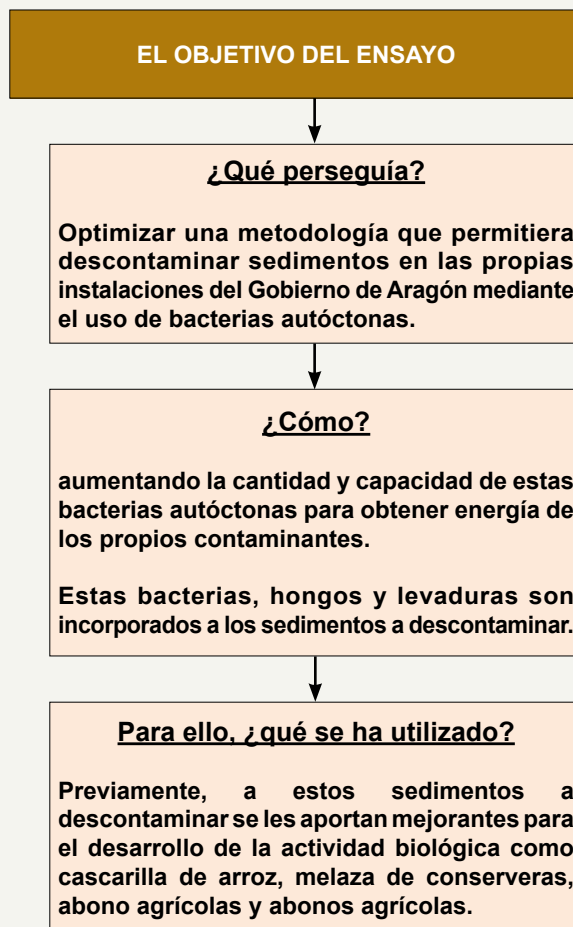 EL OBJETIVO DEL ENSAYO
¿Qué perseguía?
Optimizar una metodología que permitiera
descontaminar sedimentos en las propias
instalaciones del Gobierno de Aragón mediante
el uso de bacterias autóctonas.
¿Cómo?
aumentando la cantidad y capacidad de estas
bacterias autóctonas para obtener energía de
los propios contaminantes.
Estas bacterias, hongos y levaduras son
incorporados a los sedimentos a descontaminar.
Para ello, ¿qué se ha utilizado?
Previamente, a estos sedimentos a
descontaminar se les aportan mejorantes para
el desarrollo de la actividad biológica como
cascarilla de arroz, melaza de conserveras,
abono agrícolas y abonos agrícolas.